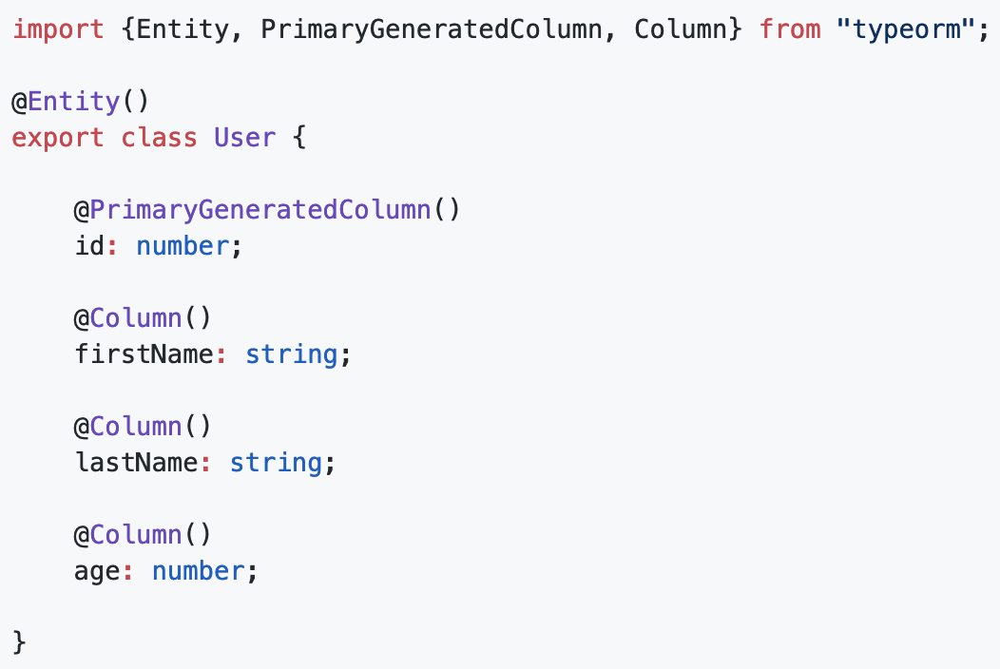 import {Entity, PrimaryGeneratedColumn, Column} from "typeorm";
@Entity()
export class User {
@PrimaryGeneratedColumn()
id: number;
@Column()
firstName: string;
@Column()
lastName: string;
@Column()
age: number;
}